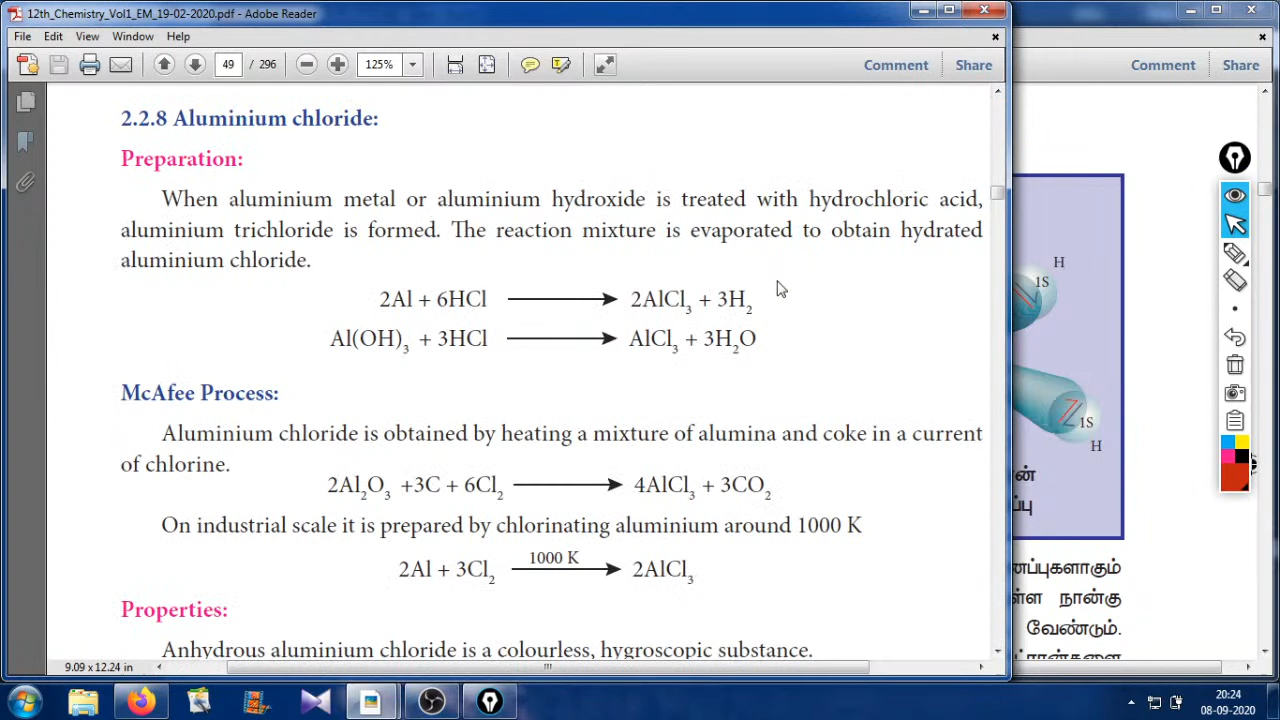 12th_Chemistry_Vol1_EM_19-02-2020.pdf - Adobe Reader
File Edit View Window Help
49 / 296 125% Comment Share
Comment Share
2.2.8 Aluminium chloride:
Preparation:
When aluminium metal or aluminium hydroxide is treated with hydrochloric acid,
aluminium trichloride is formed. The reaction mixture is evaporated to obtain hydrated
aluminium chloride.
2Al + 6HCl ⟶ 2AlCl₃ + 3H₂
Al(OH)₃ + 3HCl ⟶ AlCl₃ + 3H₂O
McAfee Process:
Aluminium chloride is obtained by heating a mixture of alumina and coke in a current
of chlorine.
2Al₂O₃ +3C + 6Cl₂ ⟶ 4AlCl₃ + 3CO₂
On industrial scale it is prepared by chlorinating aluminium around 1000 K
1000 K
2Al + 3Cl₂ ⟶ 2AlCl₃
Properties:
Anhydrous aluminium chloride is a colourless, hygroscopic substance.
9.09 x 12.24 in
H
1S
1S
H
வேண்டும்.
நான்கு
20:24
08-09-2020